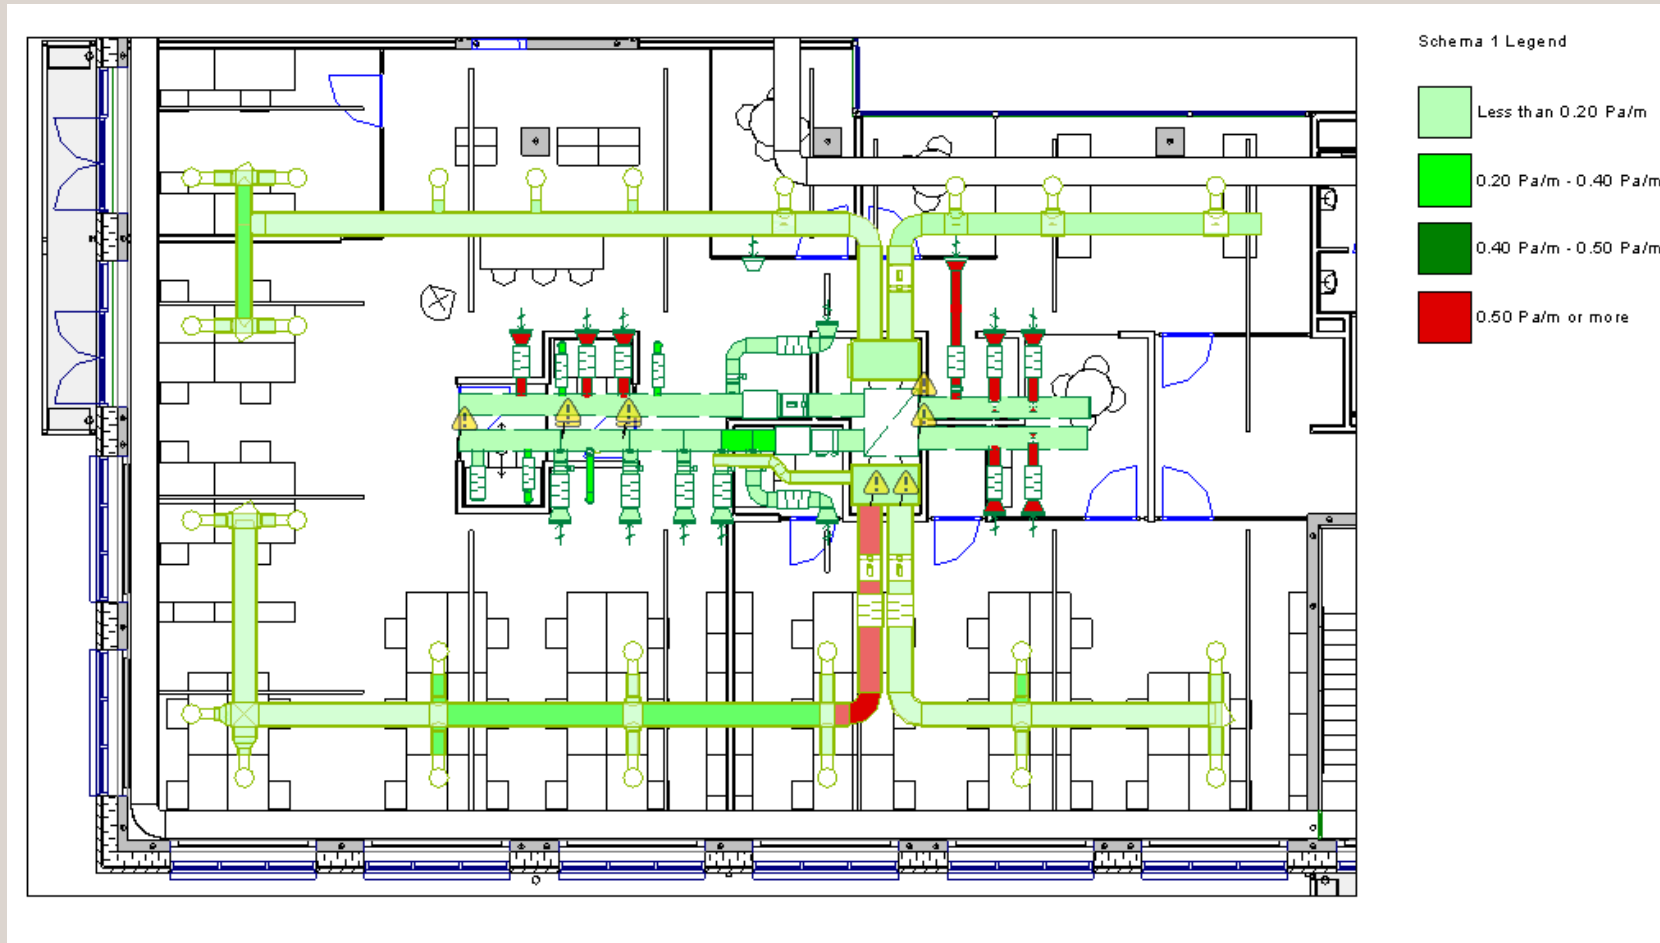 Schema 1 Legend
Less than 0.20 Pa/m
0.20 Pa/m - 0.40 Pa/m
0.40 Pa/m - 0.50 Pa/m
0.50 Pa/m or more